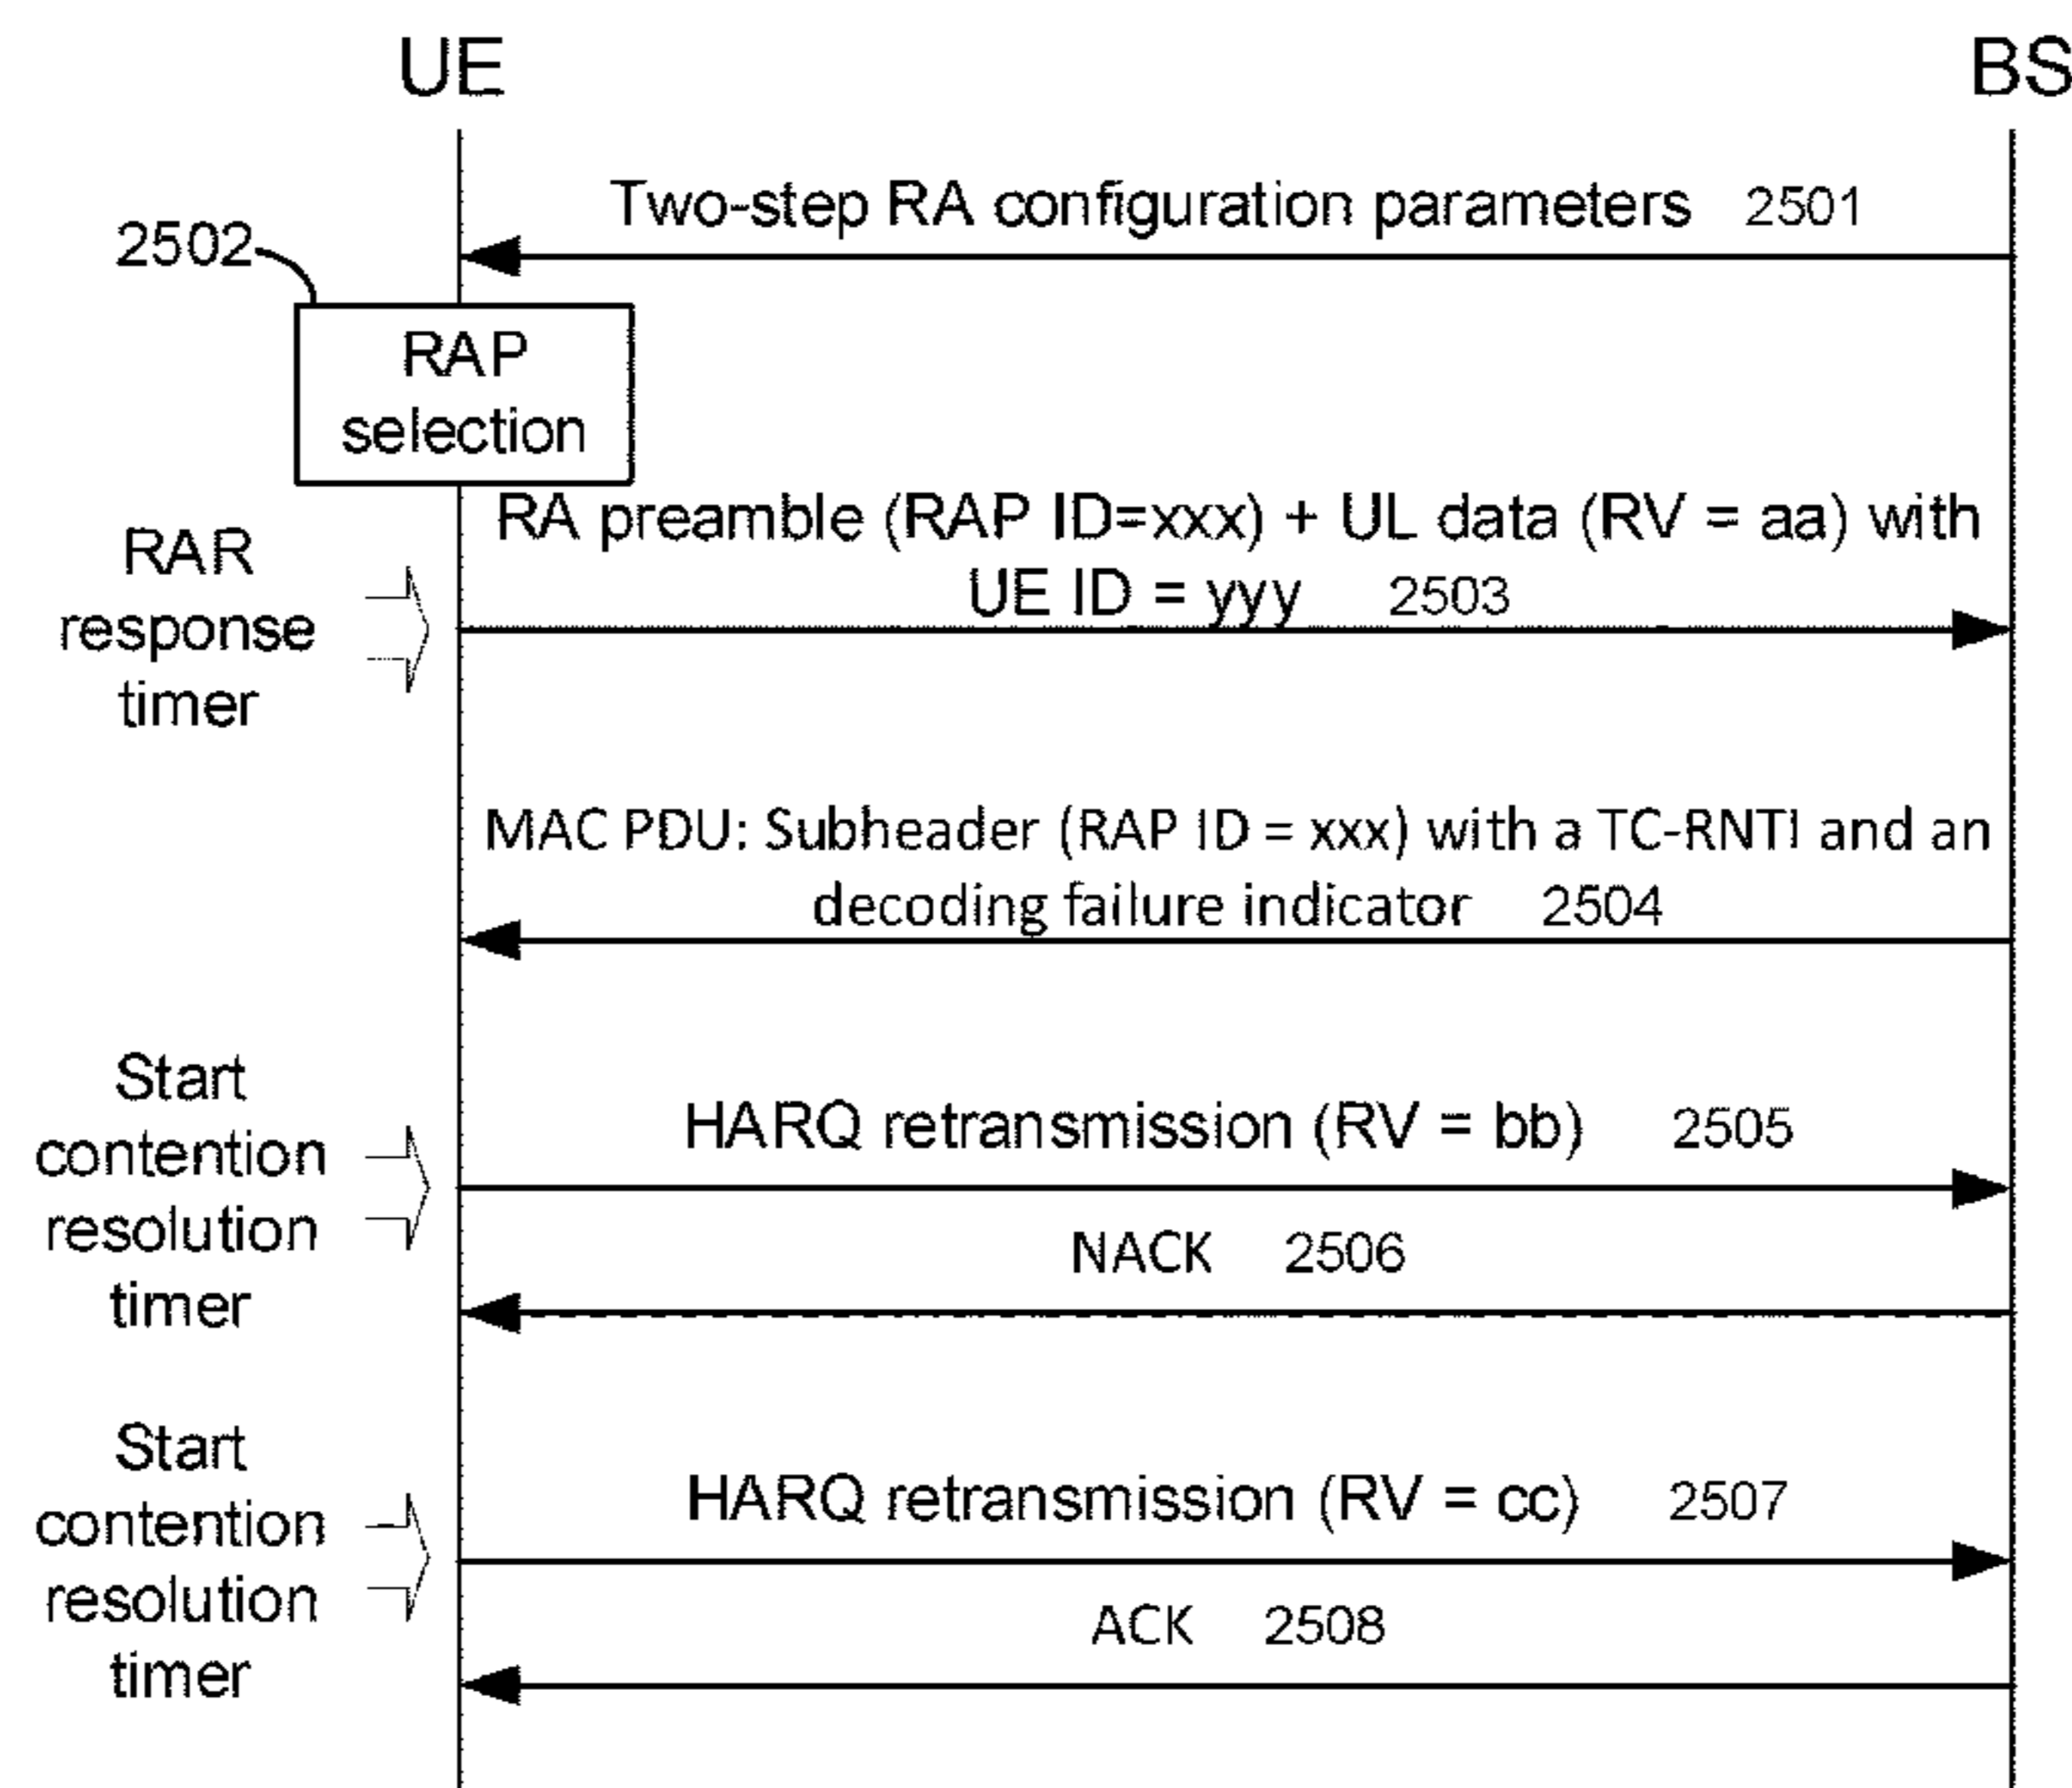 UE
BS
Two-step RA configuration parameters 2501
2502
RAP
selection
RA preamble (RAP ID=xxx) + UL data (RV = aa) with
UE ID = yyy 2503
RAR
response
timer
MAC PDU: Subheader (RAP ID = xxx) with a TC-RNTI and an
decoding failure indicator 2504
Start
contention
resolution
timer
HARQ retransmission (RV = bb) 2505
NACK 2506
Start
contention
resolution
timer
HARQ retransmission (RV = cc) 2507
ACK 2508